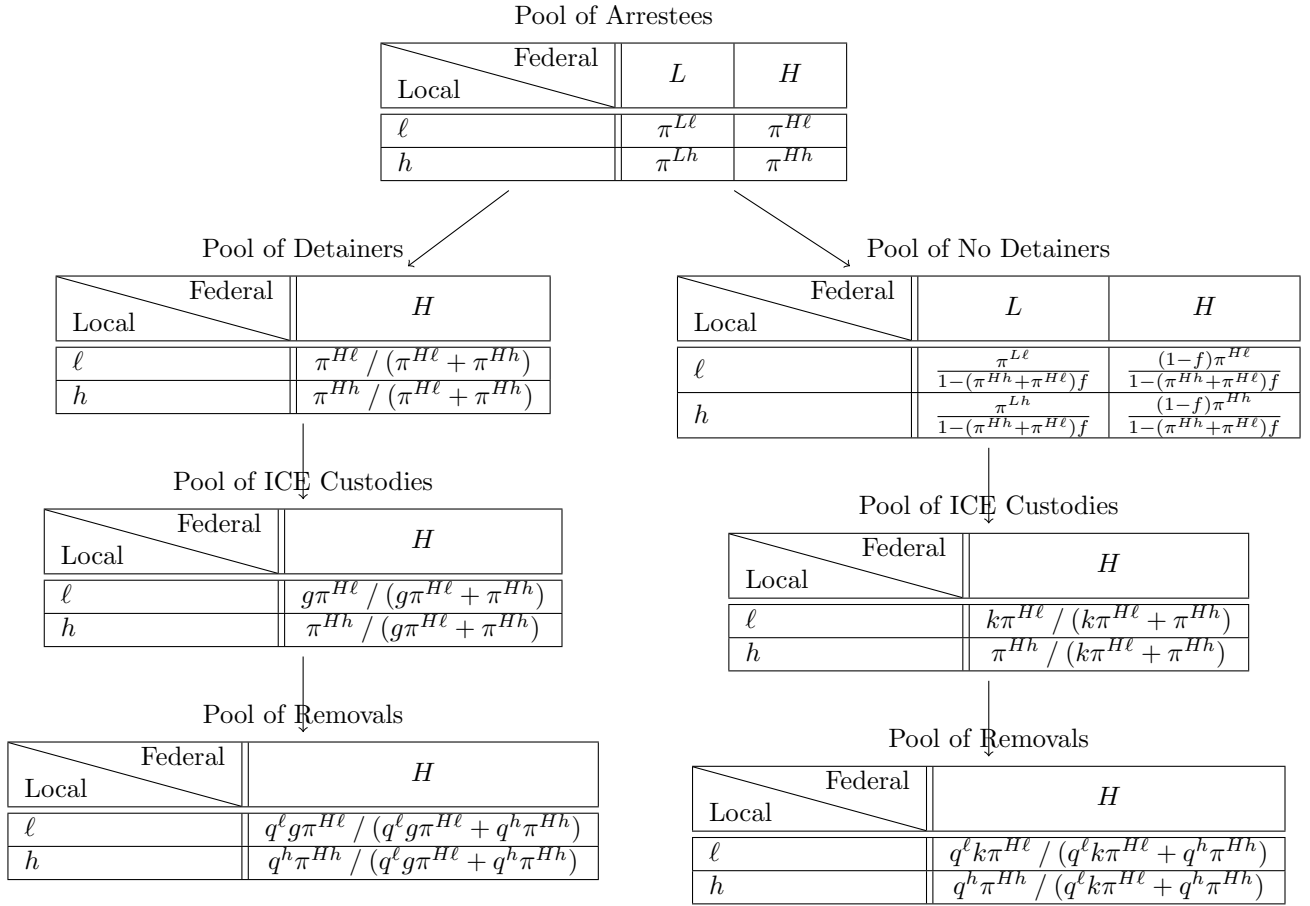 Pool of Arrestees
Federal
Local
L H
ℓ π^{Lℓ} π^{Hℓ}
h π^{Lh} π^{Hh}
Pool of Detainers
Federal
Local
H
ℓ π^{Hℓ} / (π^{Hℓ} + π^{Hh})
h π^{Hh} / (π^{Hℓ} + π^{Hh})
Pool of No Detainers
Federal
Local
L H
ℓ \frac{π^{Lℓ}}{1−(π^{Hh}+π^{Hℓ})f} \frac{(1−f)π^{Hℓ}}{1−(π^{Hh}+π^{Hℓ})f}
h \frac{π^{Lh}}{1−(π^{Hh}+π^{Hℓ})f} \frac{(1−f)π^{Hh}}{1−(π^{Hh}+π^{Hℓ})f}
Pool of ICE Custodies
Federal
Local
H
ℓ gπ^{Hℓ} / (gπ^{Hℓ} + π^{Hh})
h π^{Hh} / (gπ^{Hℓ} + π^{Hh})
Pool of ICE Custodies
Federal
Local
H
ℓ kπ^{Hℓ} / (kπ^{Hℓ} + π^{Hh})
h π^{Hh} / (kπ^{Hℓ} + π^{Hh})
Pool of Removals
Federal
Local
H
ℓ q^ℓgπ^{Hℓ} / (q^ℓgπ^{Hℓ} + q^hπ^{Hh})
h q^hπ^{Hh} / (q^ℓgπ^{Hℓ} + q^hπ^{Hh})
Pool of Removals
Federal
Local
H
ℓ q^ℓkπ^{Hℓ} / (q^ℓkπ^{Hℓ} + q^hπ^{Hh})
h q^hπ^{Hh} / (q^ℓkπ^{Hℓ} + q^hπ^{Hh})